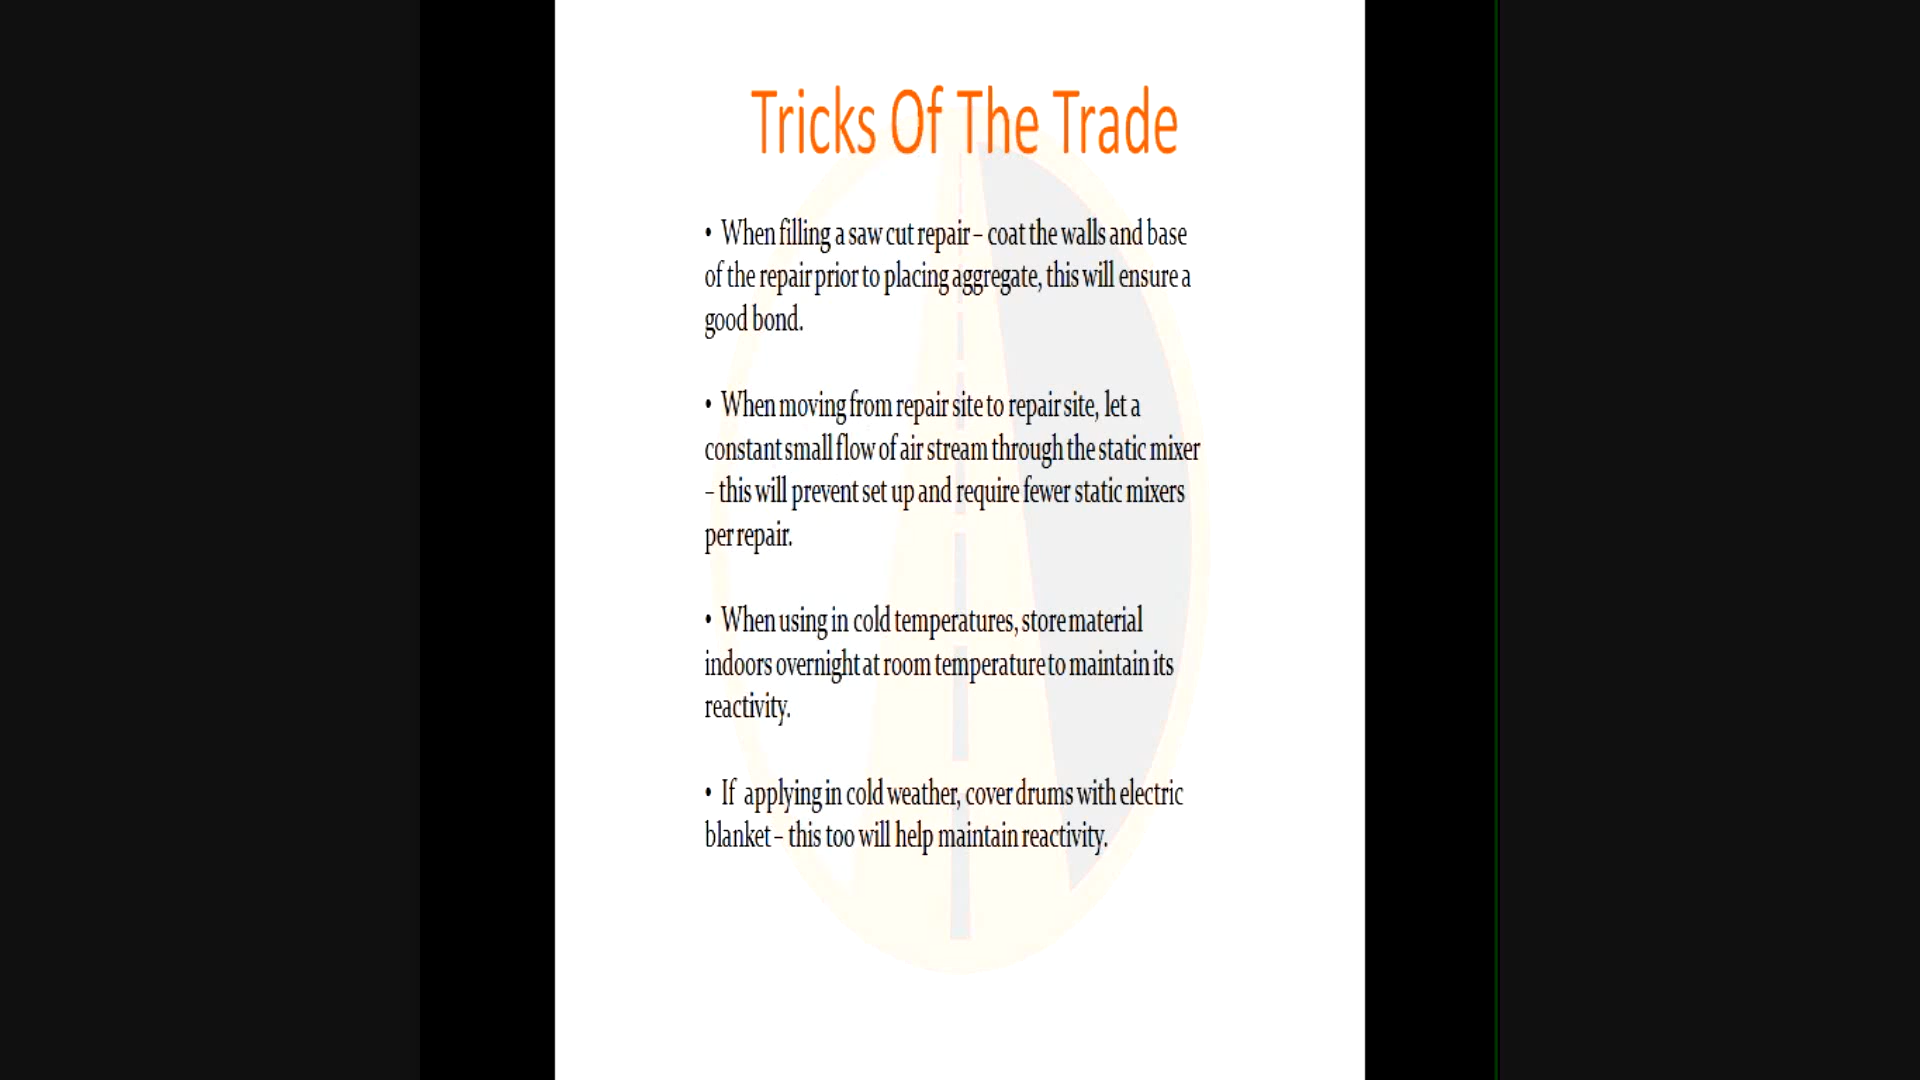 Tricks Of The Trade
• When filling a saw cut repair – coat the walls and base
of the repair prior to placing aggregate, this will ensure a
good bond.
• When moving from repair site to repair site, let a
constant small flow of air stream through the static mixer
– this will prevent set up and require fewer static mixers
per repair.
• When using in cold temperatures, store material
indoors overnight at room temperature to maintain its
reactivity.
• If applying in cold weather, cover drums with electric
blanket – this too will help maintain reactivity.